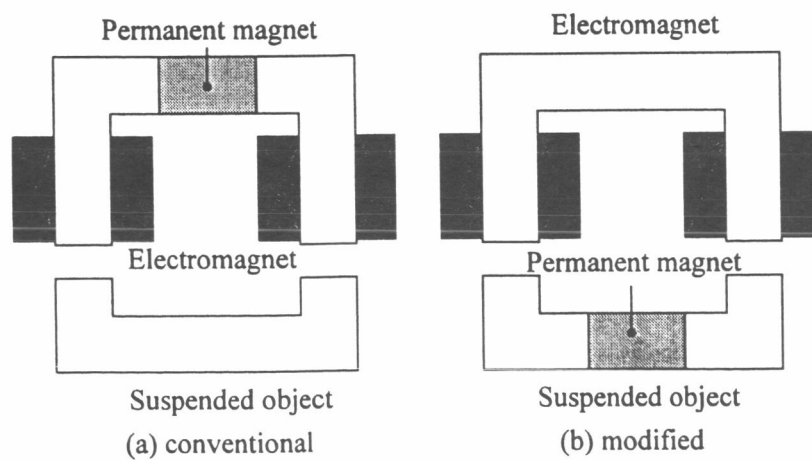 Permanent magnet
Electromagnet
Suspended object
(a) conventional
Electromagnet
Permanent magnet
Suspended object
(b) modified